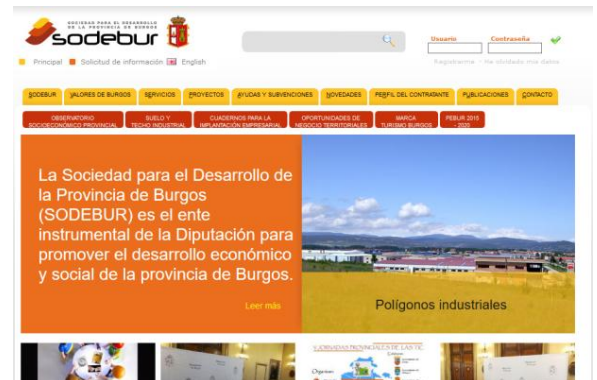 SOCIEDAD PARA EL DESARROLLO
DE LA PROVINCIA DE BURGOS
sodebur
Usuario Contraseña
Principal Solicitud de información English
Registrarme - He olvidado mis datos
SODEBUR VALORES DE BURGOS SERVICIOS PROYECTOS AYUDAS Y SUBVENCIONES NOVEDADES PERFIL DEL CONTRATANTE PUBLICACIONES CONTACTO
OBSERVATORIO
SOCIOECONÓMICO PROVINCIAL
SUELO Y
TECHO INDUSTRIAL
CUADERNOS PARA LA
IMPLANTACIÓN EMPRESARIAL
OPORTUNIDADES DE
NEGOCIO TERRITORIALES
MARCA
TURISMO BURGOS
PEBUR 2015
- 2020
La Sociedad para el Desarrollo de
la Provincia de Burgos
(SODEBUR) es el ente
instrumental de la Diputación para
promover el desarrollo económico
y social de la provincia de Burgos.
Leer más
Polígonos industriales
JORNADAS PROVINCIALES DE LAS TIC
Organizan